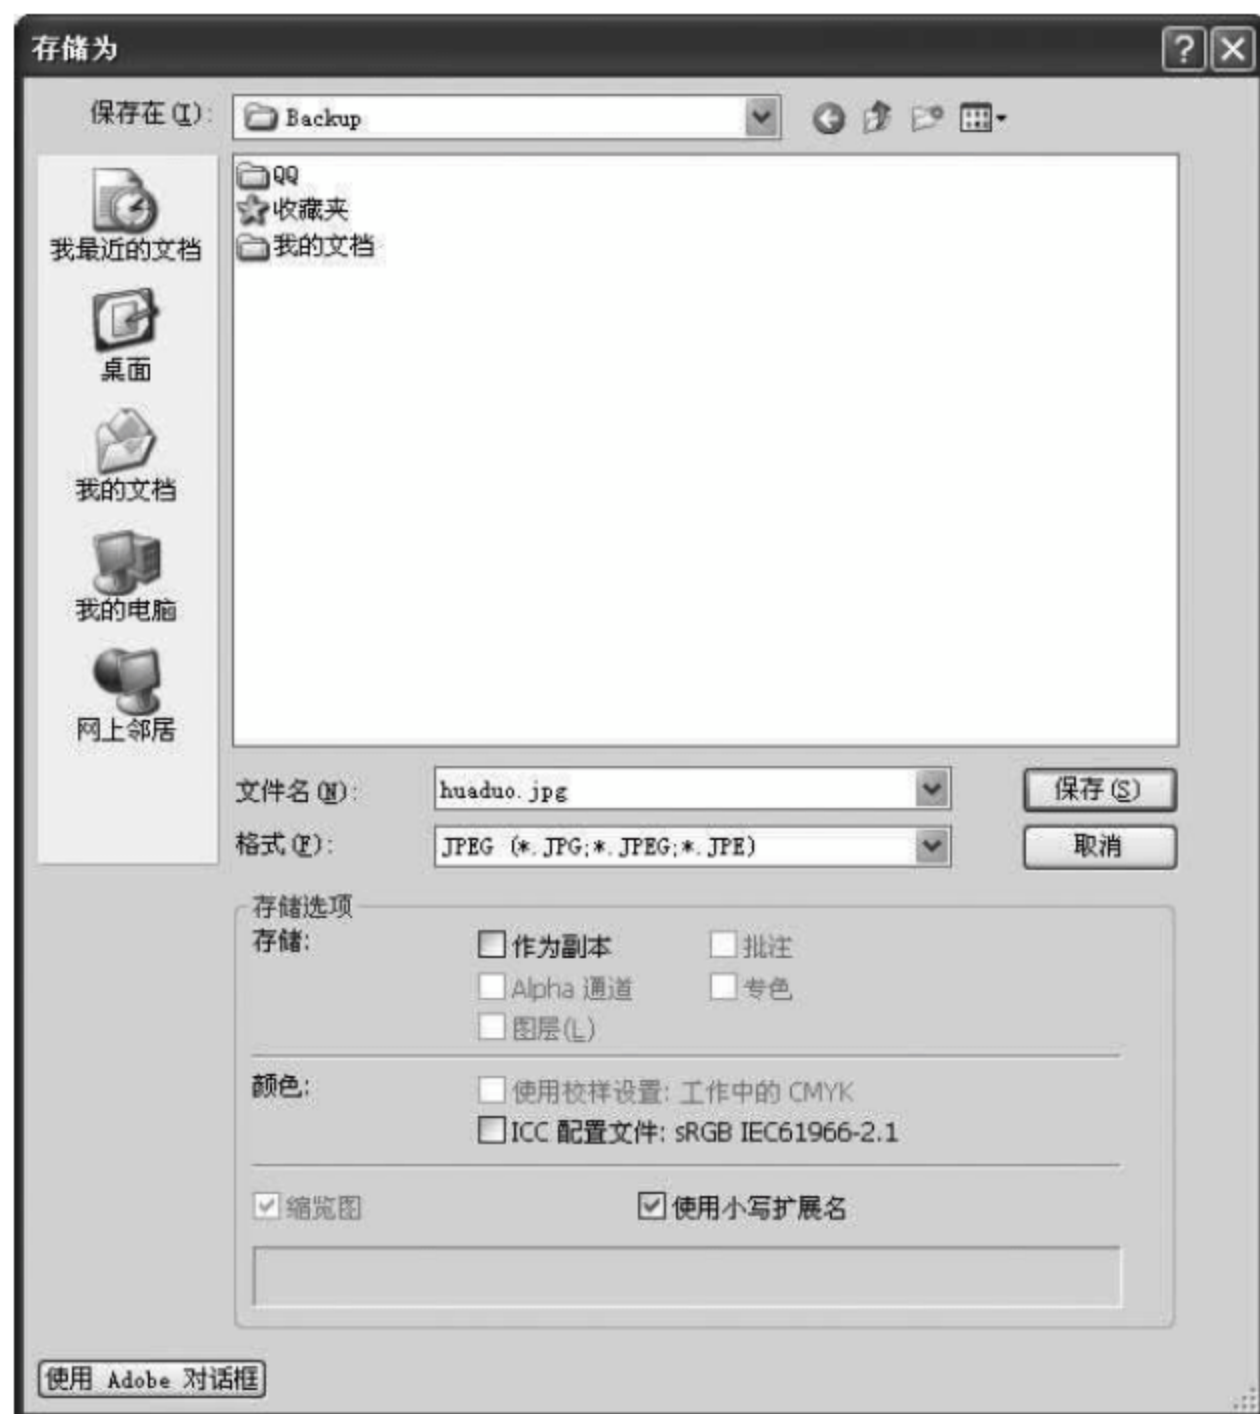 存储为
保存在(I):
Backup
QQ
收藏夹
我的文档
我最近的文档
桌面
我的文档
我的电脑
网上邻居
文件名(N):
huaduo.jpg
保存(S)
格式(F):
JPEG (*.JPG;*.JPEG;*.JPE)
取消
存储选项
存储:
作为副本
批注
Alpha 通道
专色
图层(L)
颜色:
使用校样设置: 工作中的 CMYK
ICC 配置文件: sRGB IEC61966-2.1
缩览图
使用小写扩展名
使用 Adobe 对话框